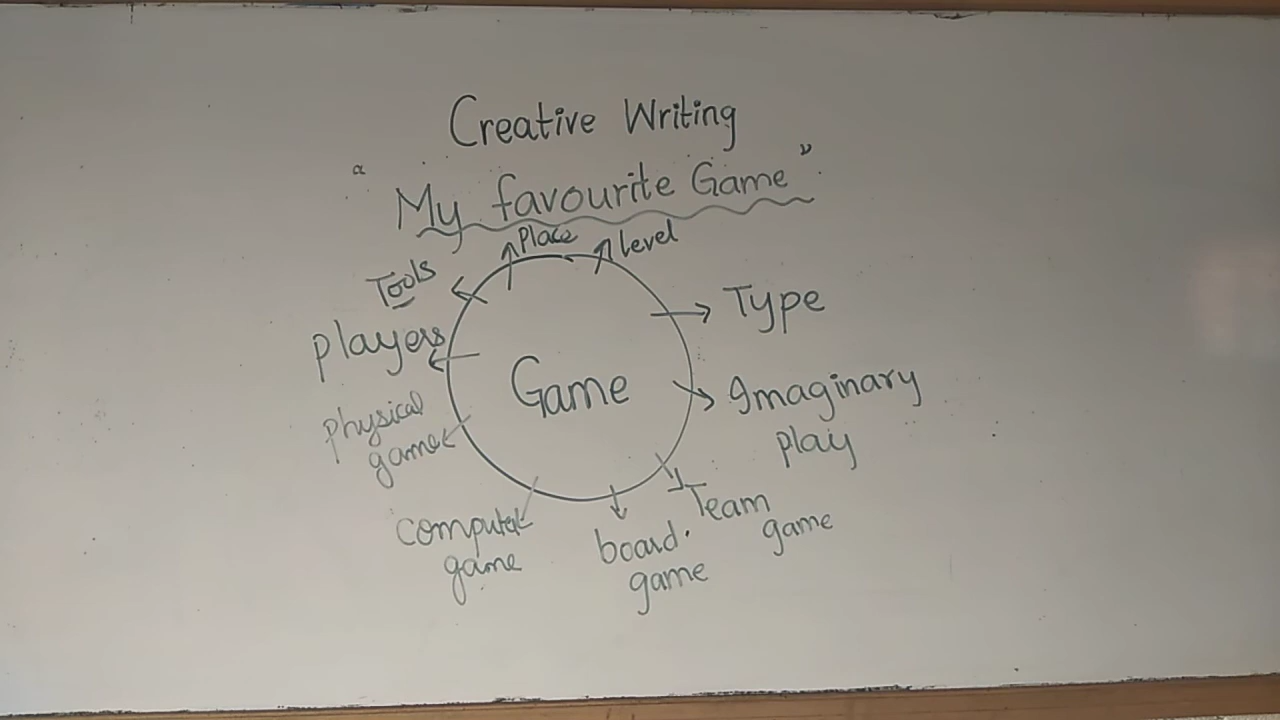 Creative Writing
"My favourite Game"
Place
Level
Tools
Type
players
Game
Imaginary
play
physical
game
Team
game
computer
game
board
game